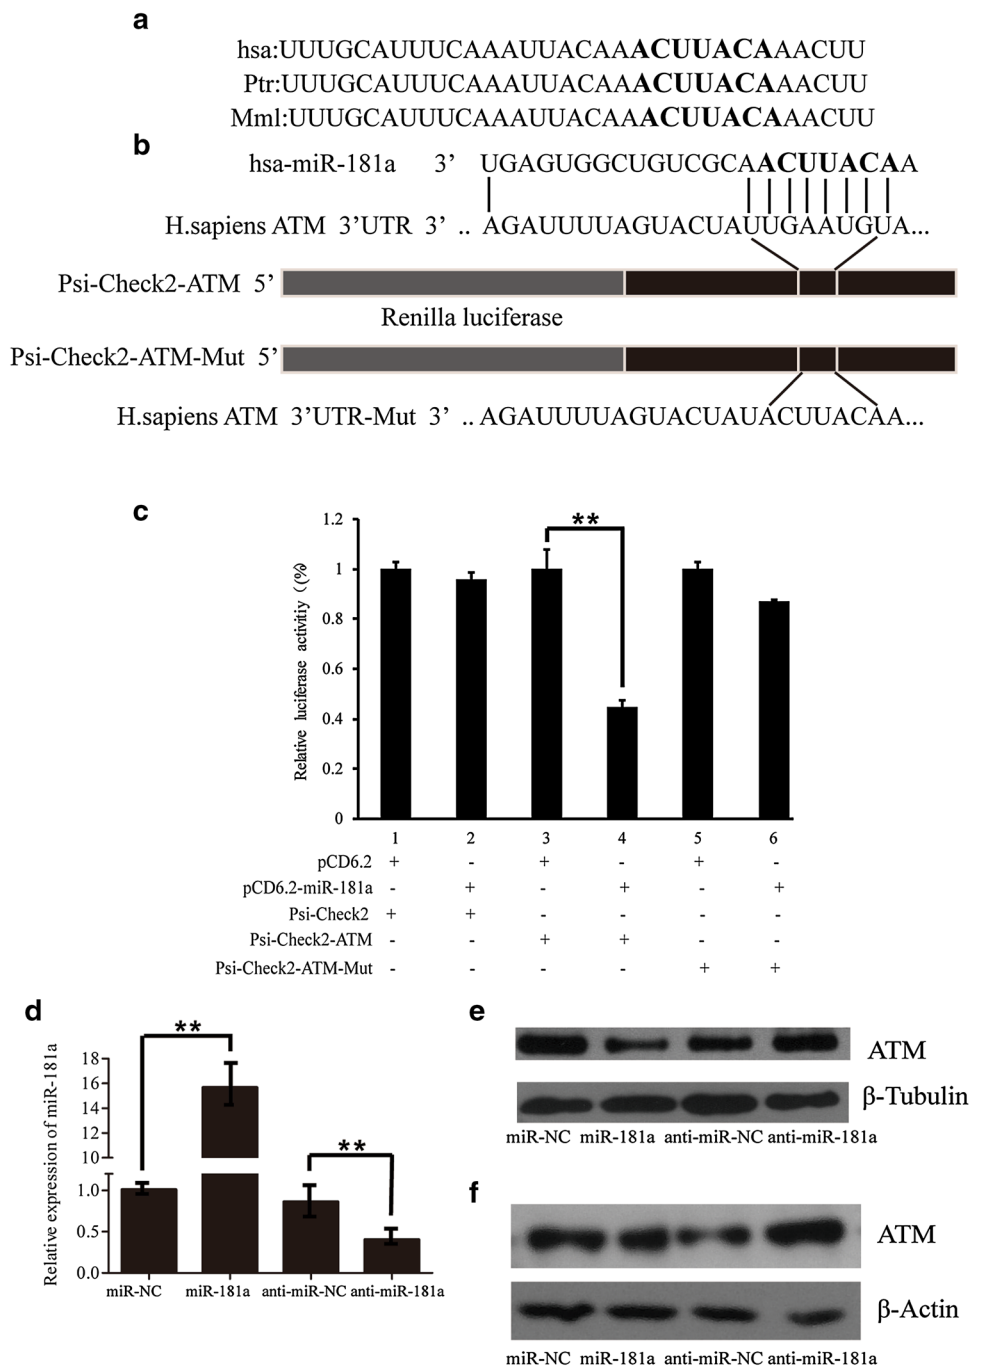 a
hsa:UUUGCAUUUCAAAUUACAAACUUACAAACUU
Ptr:UUUGCAUUUCAAAUUACAAACUUACAAACUU
Mml:UUUGCAUUUCAAAUUACAAACUUACAAACUU
b
hsa-miR-181a 3’ UGAGUGGCUGUCGCAACUUACAA
H.sapiens ATM 3’UTR 3’ .. AGAUUUUAGUACUAUUGAAUGUA...
Psi-Check2-ATM 5’
Renilla luciferase
Psi-Check2-ATM-Mut 5’
H.sapiens ATM 3’UTR-Mut 3’ .. AGAUUUUAGUACUAUACUUACAA...
c
Relative luciferase activitiy（(%
1.2
1
0.8
0.6
0.4
0.2
0
**
1 2 3 4 5 6
pCD6.2 + - + - + -
pCD6.2-miR-181a - + - + - +
Psi-Check2 + + - - - -
Psi-Check2-ATM - - + + - -
Psi-Check2-ATM-Mut - - - - + +
d
Relative expression of miR-181a
18
16
14
12
10
1.0
0.5
0.0
**
**
miR-NC miR-181a anti-miR-NC anti-miR-181a
e
ATM
β-Tubulin
miR-NC miR-181a anti-miR-NC anti-miR-181a
f
ATM
β-Actin
miR-NC miR-181a anti-miR-NC anti-miR-181a